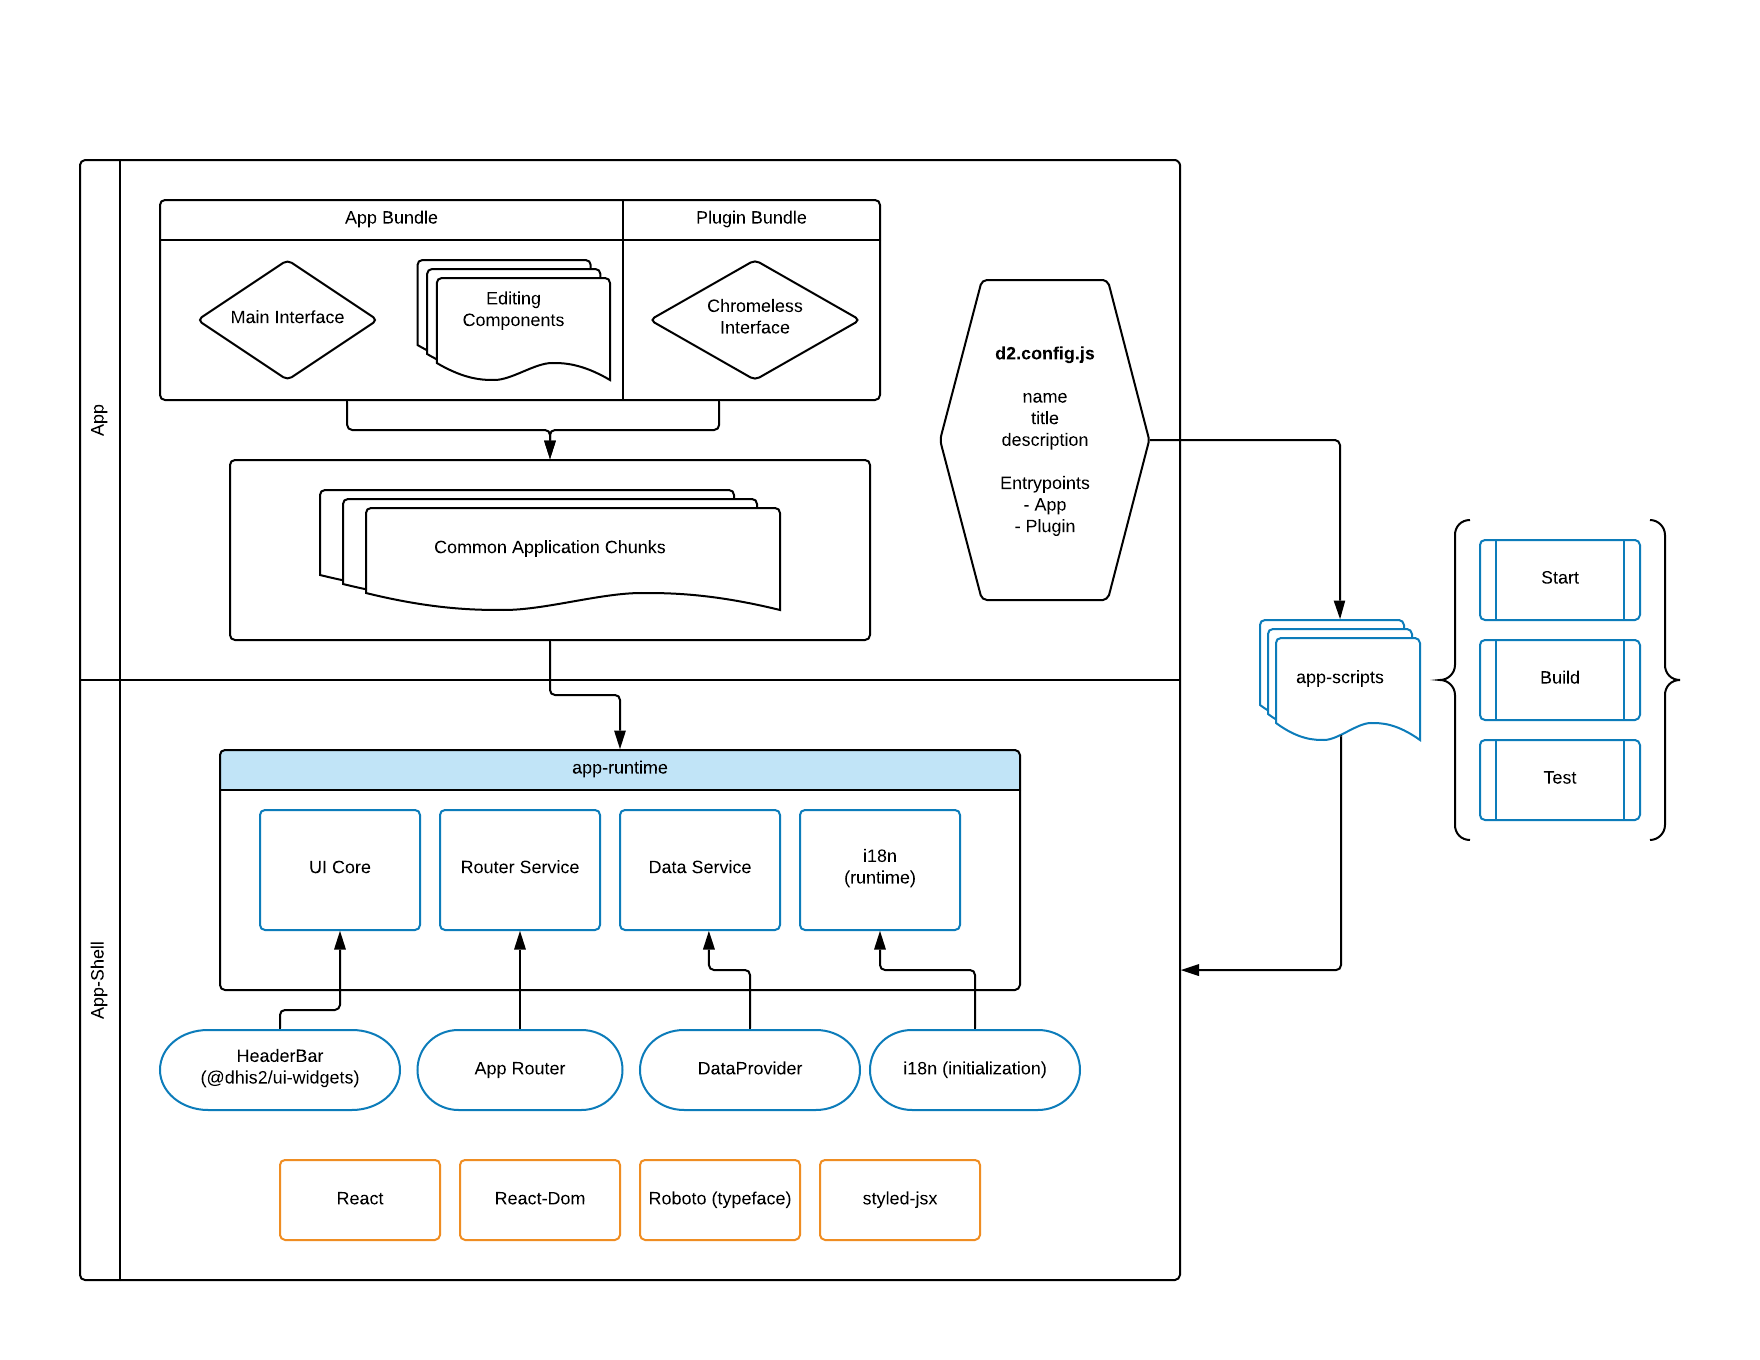 App
App Bundle
Plugin Bundle
Main Interface
Editing
Components
Chromeless
Interface
Common Application Chunks
d2.config.js
name
title
description
Entrypoints
- App
- Plugin
app-scripts
Start
Build
Test
App-Shell
app-runtime
UI Core
Router Service
Data Service
i18n
(runtime)
HeaderBar
(@dhis2/ui-widgets)
App Router
DataProvider
i18n (initialization)
React
React-Dom
Roboto (typeface)
styled-jsx